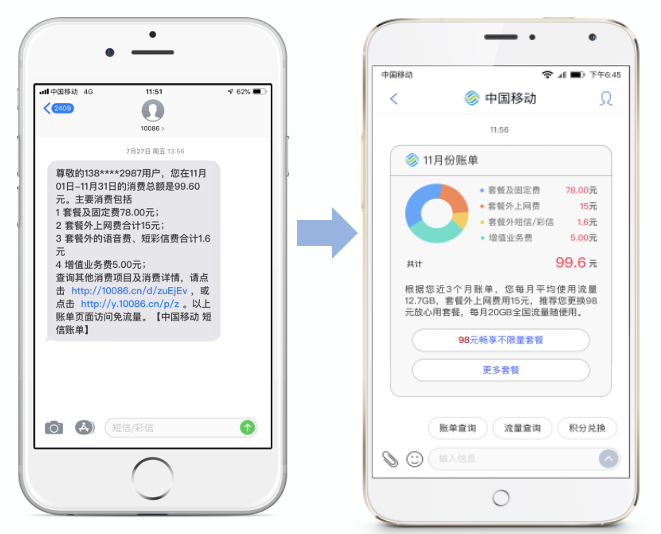 中国移动 4G 11:51 62%
2409
10086 >
7月27日 周五 13:56
尊敬的138****2987用户，您在11月
01日–11月31日的消费总额是99.60
元。主要消费包括
1 套餐及固定费78.00元；
2 套餐外上网费合计15元；
3 套餐外的语音费、短彩信费合计1.6
元
4 增值业务费5.00元；
查询其他消费项目及消费详情，请点
击 http://10086.cn/d/zuEjEv ，或
点击 http://y.10086.cn/p/z 。以上
账单页面访问免流量。【中国移动 短
信账单】
短信/彩信
中国移动 下午6:45
中国移动
11:56
11月份账单
套餐及固定费 78.00元
套餐外上网费 15元
套餐外短信/彩信 1.6元
增值业务费 5.00元
共计 99.6 元
根据您近3个月账单，您每月平均使用流量
12.7GB，套餐外上网费用15元，推荐您更换98
元放心用套餐，每月20GB全国流量随便用。
98元畅享不限量套餐
更多套餐
账单查询 流量查询 积分兑换
输入信息